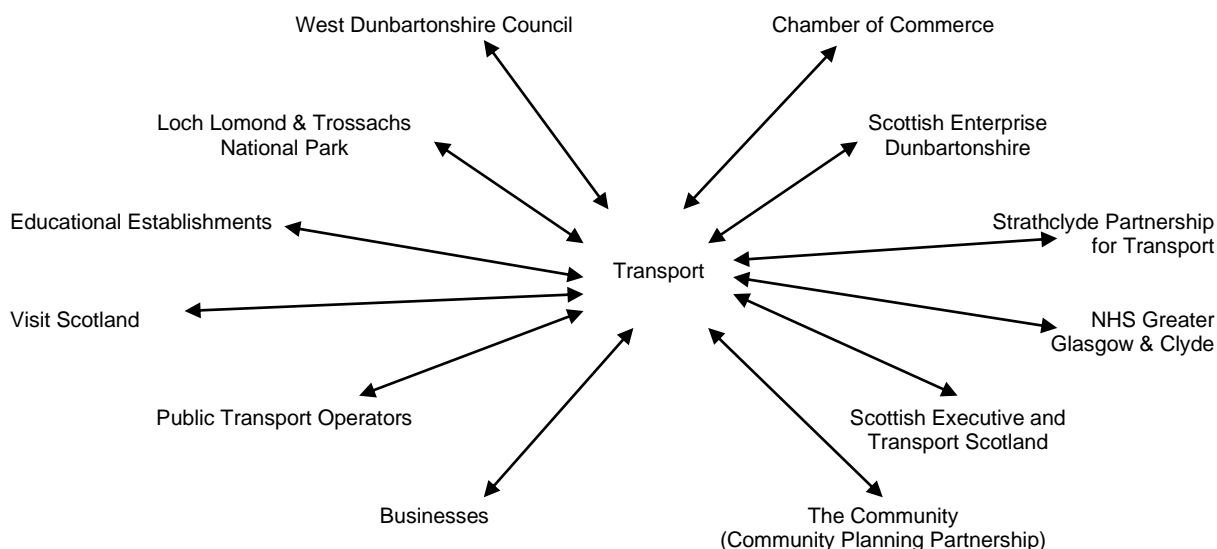 West Dunbartonshire Council
Chamber of Commerce
Loch Lomond & Trossachs
National Park
Scottish Enterprise
Dunbartonshire
Educational Establishments
Strathclyde Partnership
for Transport
Transport
Visit Scotland
NHS Greater
Glasgow & Clyde
Public Transport Operators
Scottish Executive and
Transport Scotland
Businesses
The Community
(Community Planning Partnership)